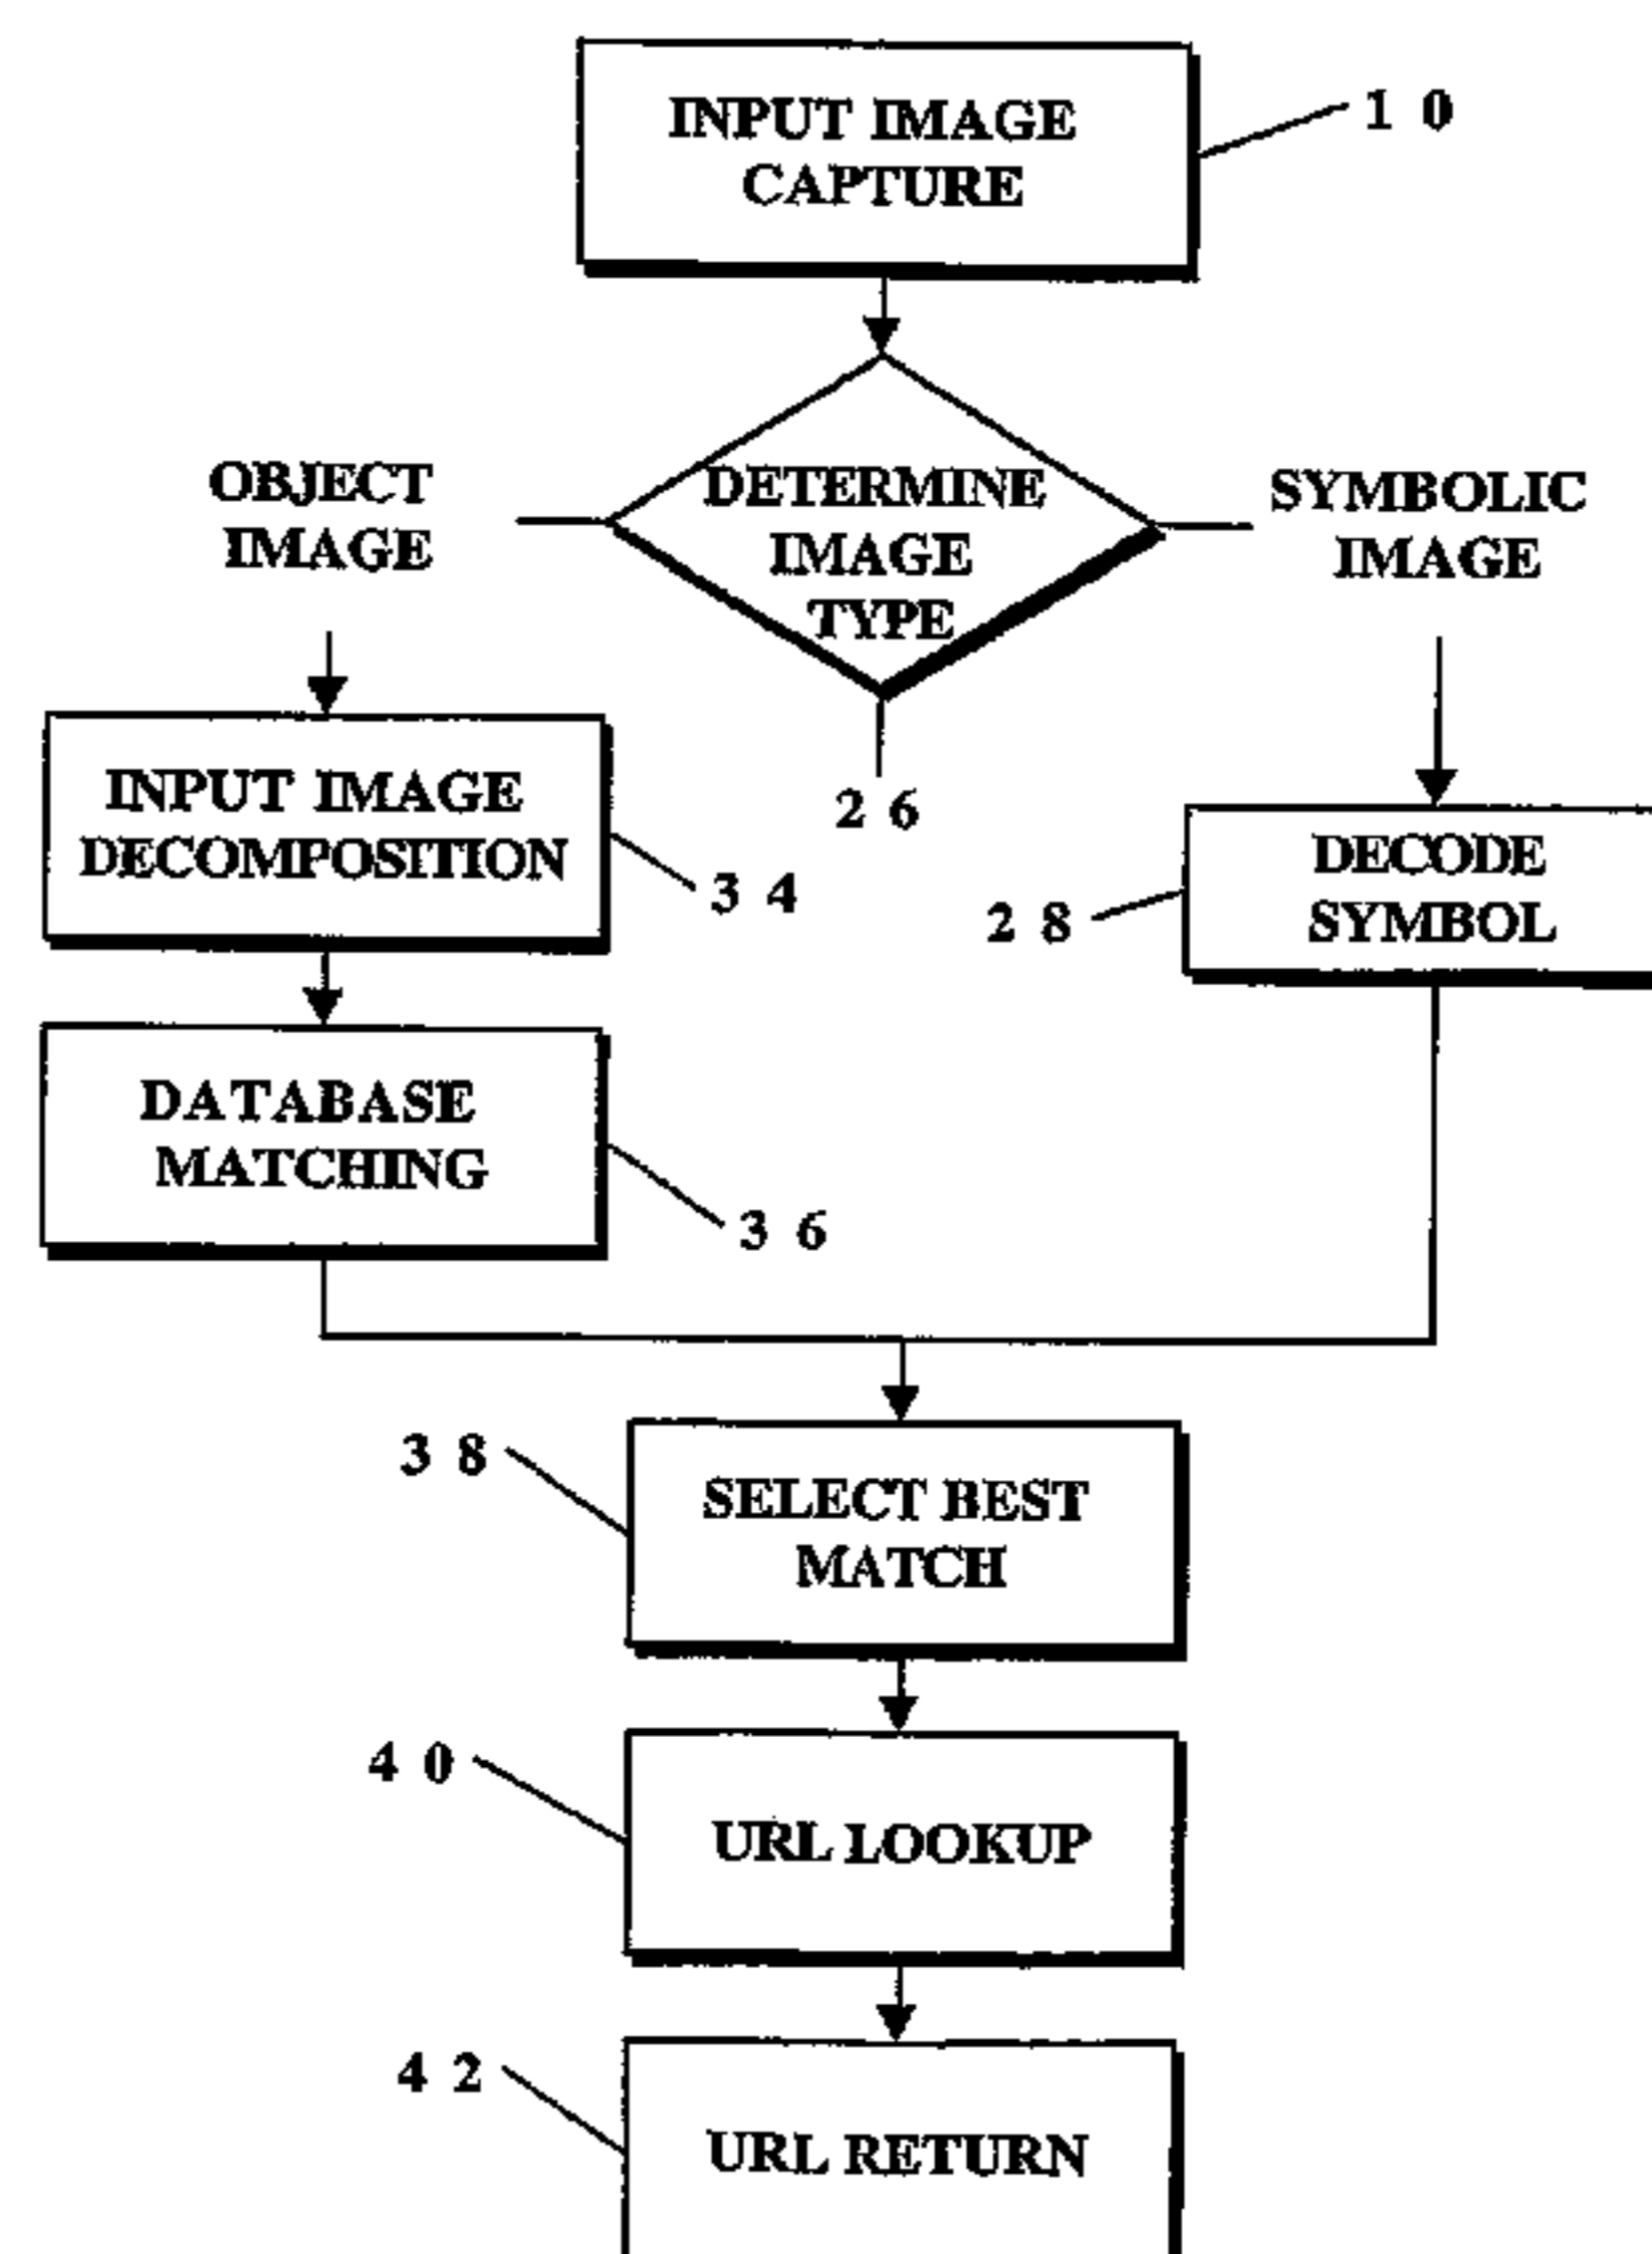 INPUT IMAGE
CAPTURE
1 0
DETERMINE
IMAGE
TYPE
2 6
OBJECT
IMAGE
SYMBOLIC
IMAGE
INPUT IMAGE
DECOMPOSITION
3 4
DECODE
SYMBOL
2 8
DATABASE
MATCHING
3 6
3 8
SELECT BEST
MATCH
4 0
URL LOOKUP
4 2
URL RETURN